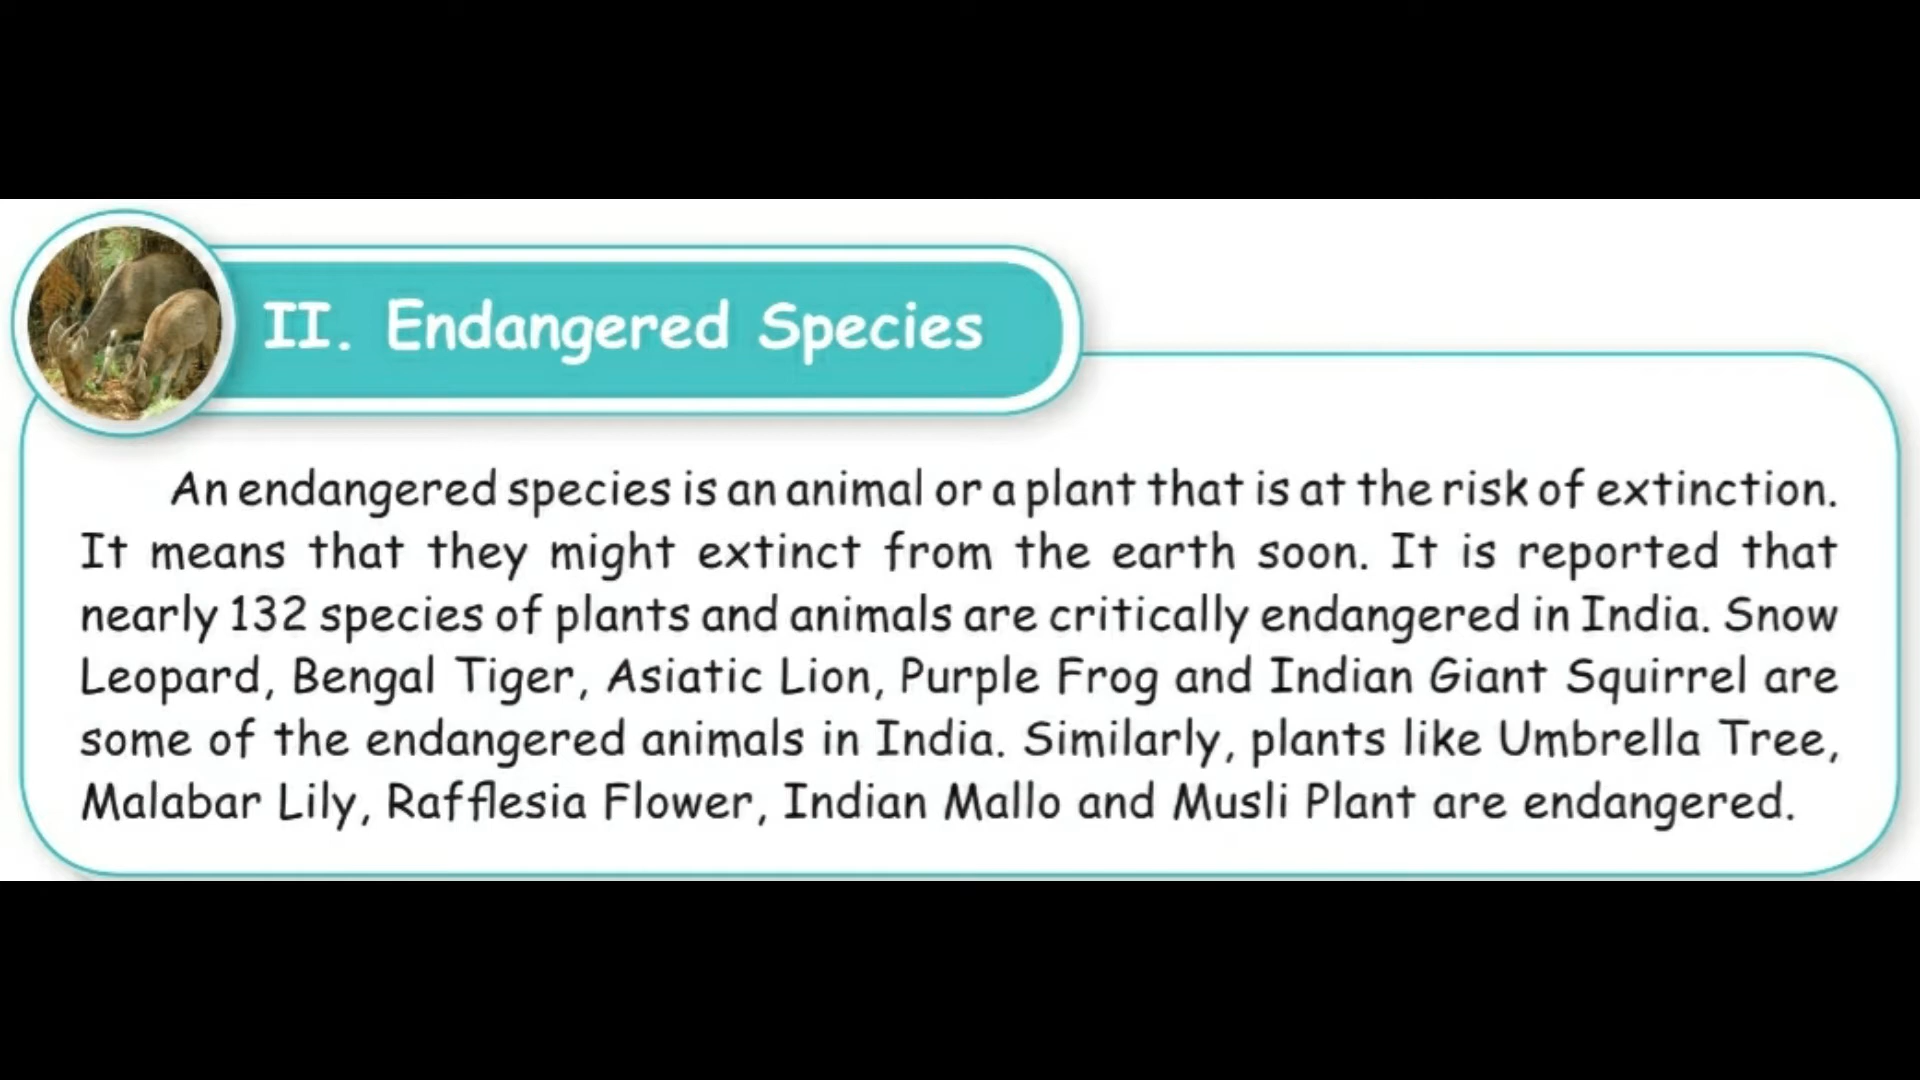 II. Endangered Species
An endangered species is an animal or a plant that is at the risk of extinction.
It means that they might extinct from the earth soon. It is reported that
nearly 132 species of plants and animals are critically endangered in India. Snow
Leopard, Bengal Tiger, Asiatic Lion, Purple Frog and Indian Giant Squirrel are
some of the endangered animals in India. Similarly, plants like Umbrella Tree,
Malabar Lily, Rafflesia Flower, Indian Mallo and Musli Plant are endangered.